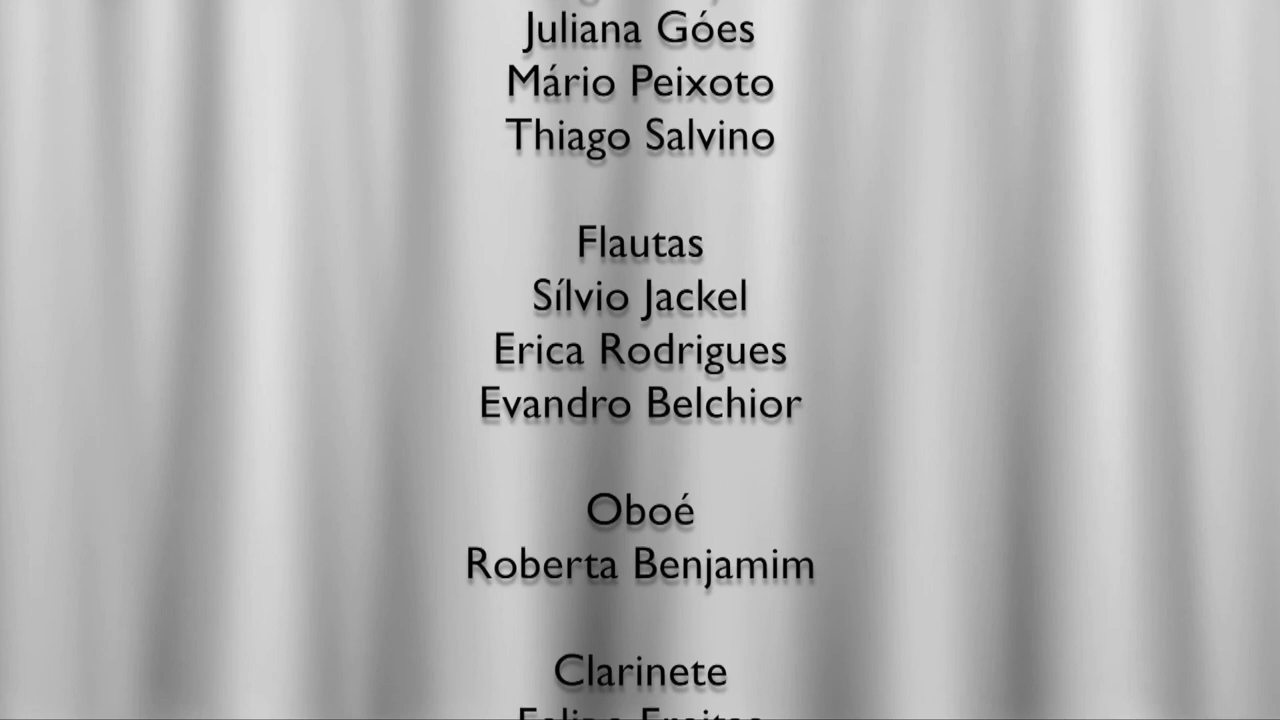 Juliana Góes
Mário Peixoto
Thiago Salvino
Flautas
Sílvio Jackel
Erica Rodrigues
Evandro Belchior
Oboé
Roberta Benjamim
Clarinete